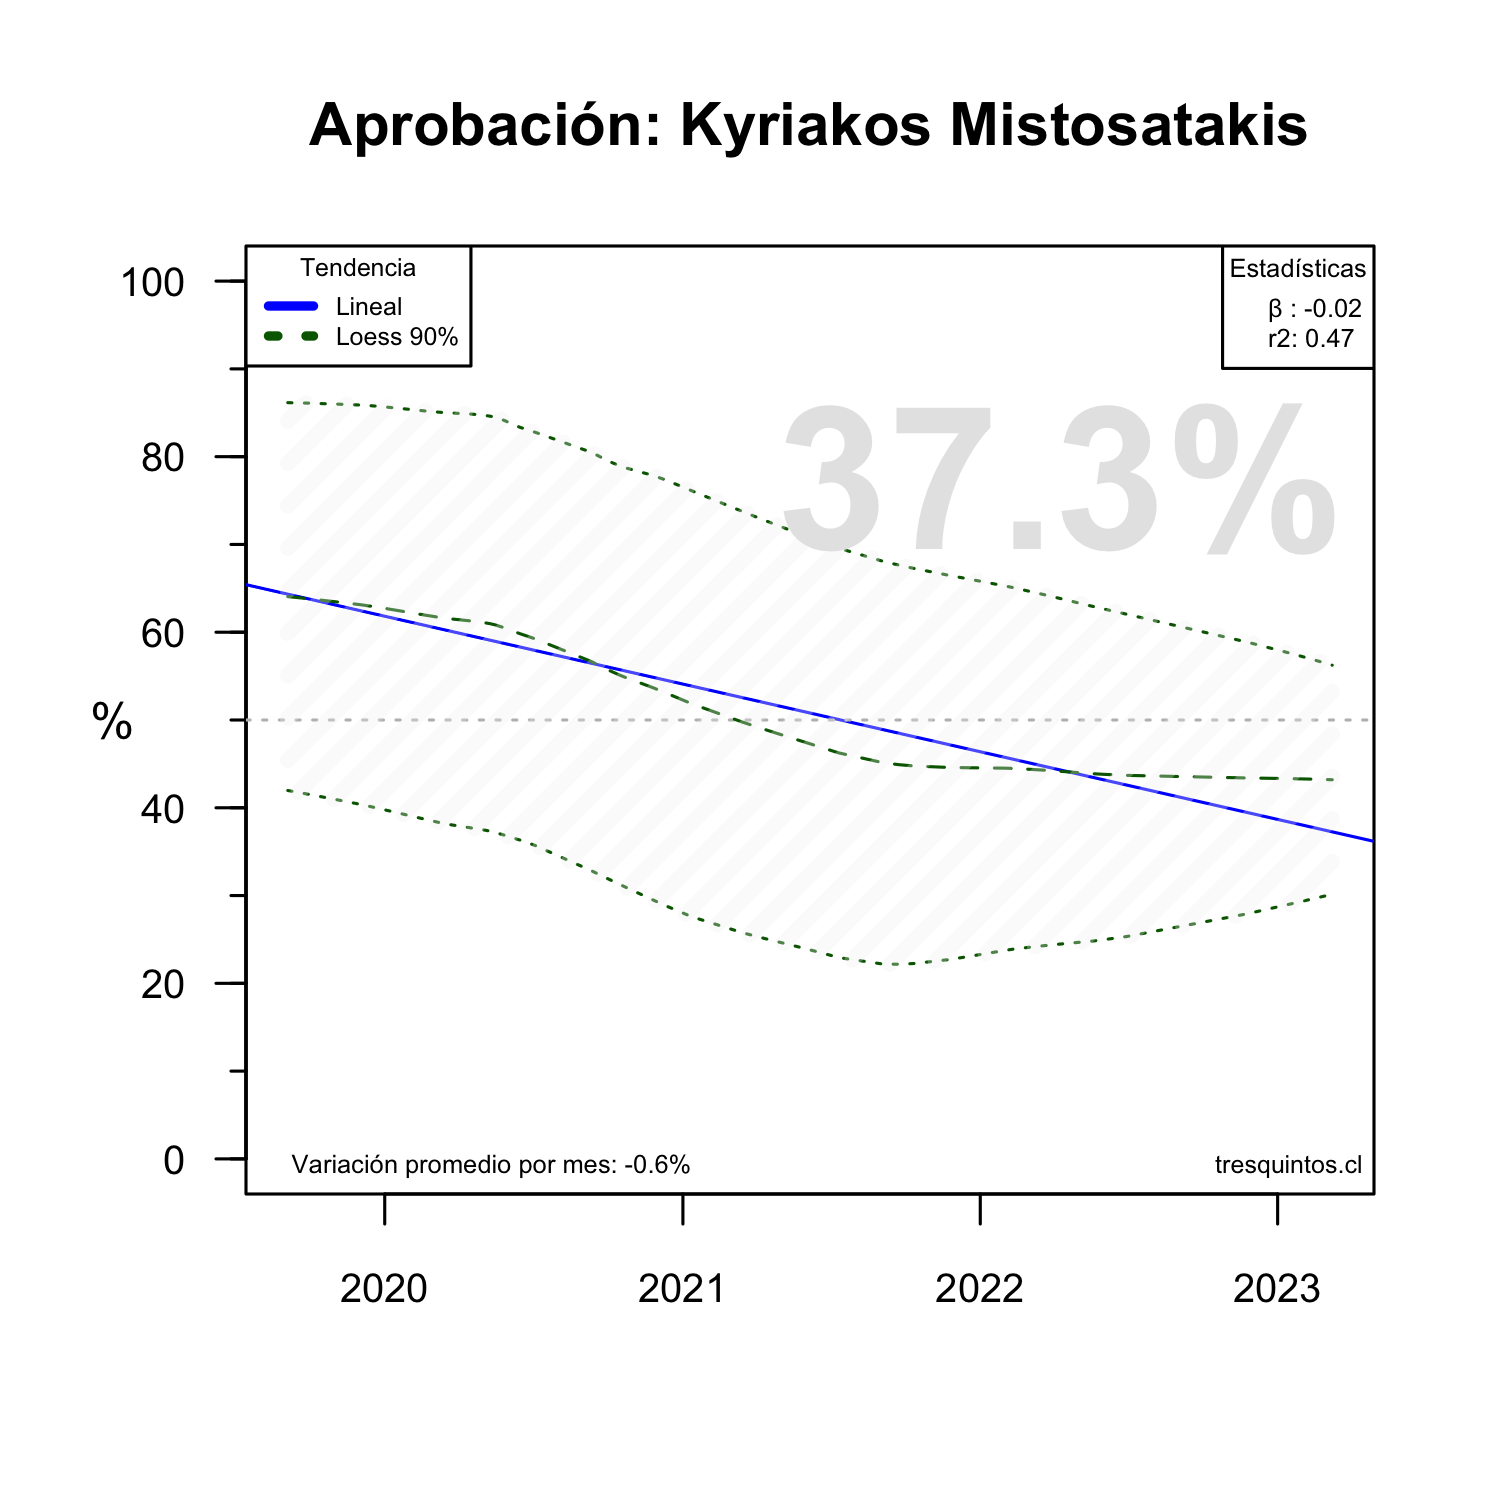 Aprobación: Kyriakos Mistosatakis
Tendencia
Lineal
Loess 90%
Estadísticas
β : -0.02
r2: 0.47
37.3%
100
80
60
40
20
0
%
Variación promedio por mes: -0.6%
tresquintos.cl
2020
2021
2022
2023